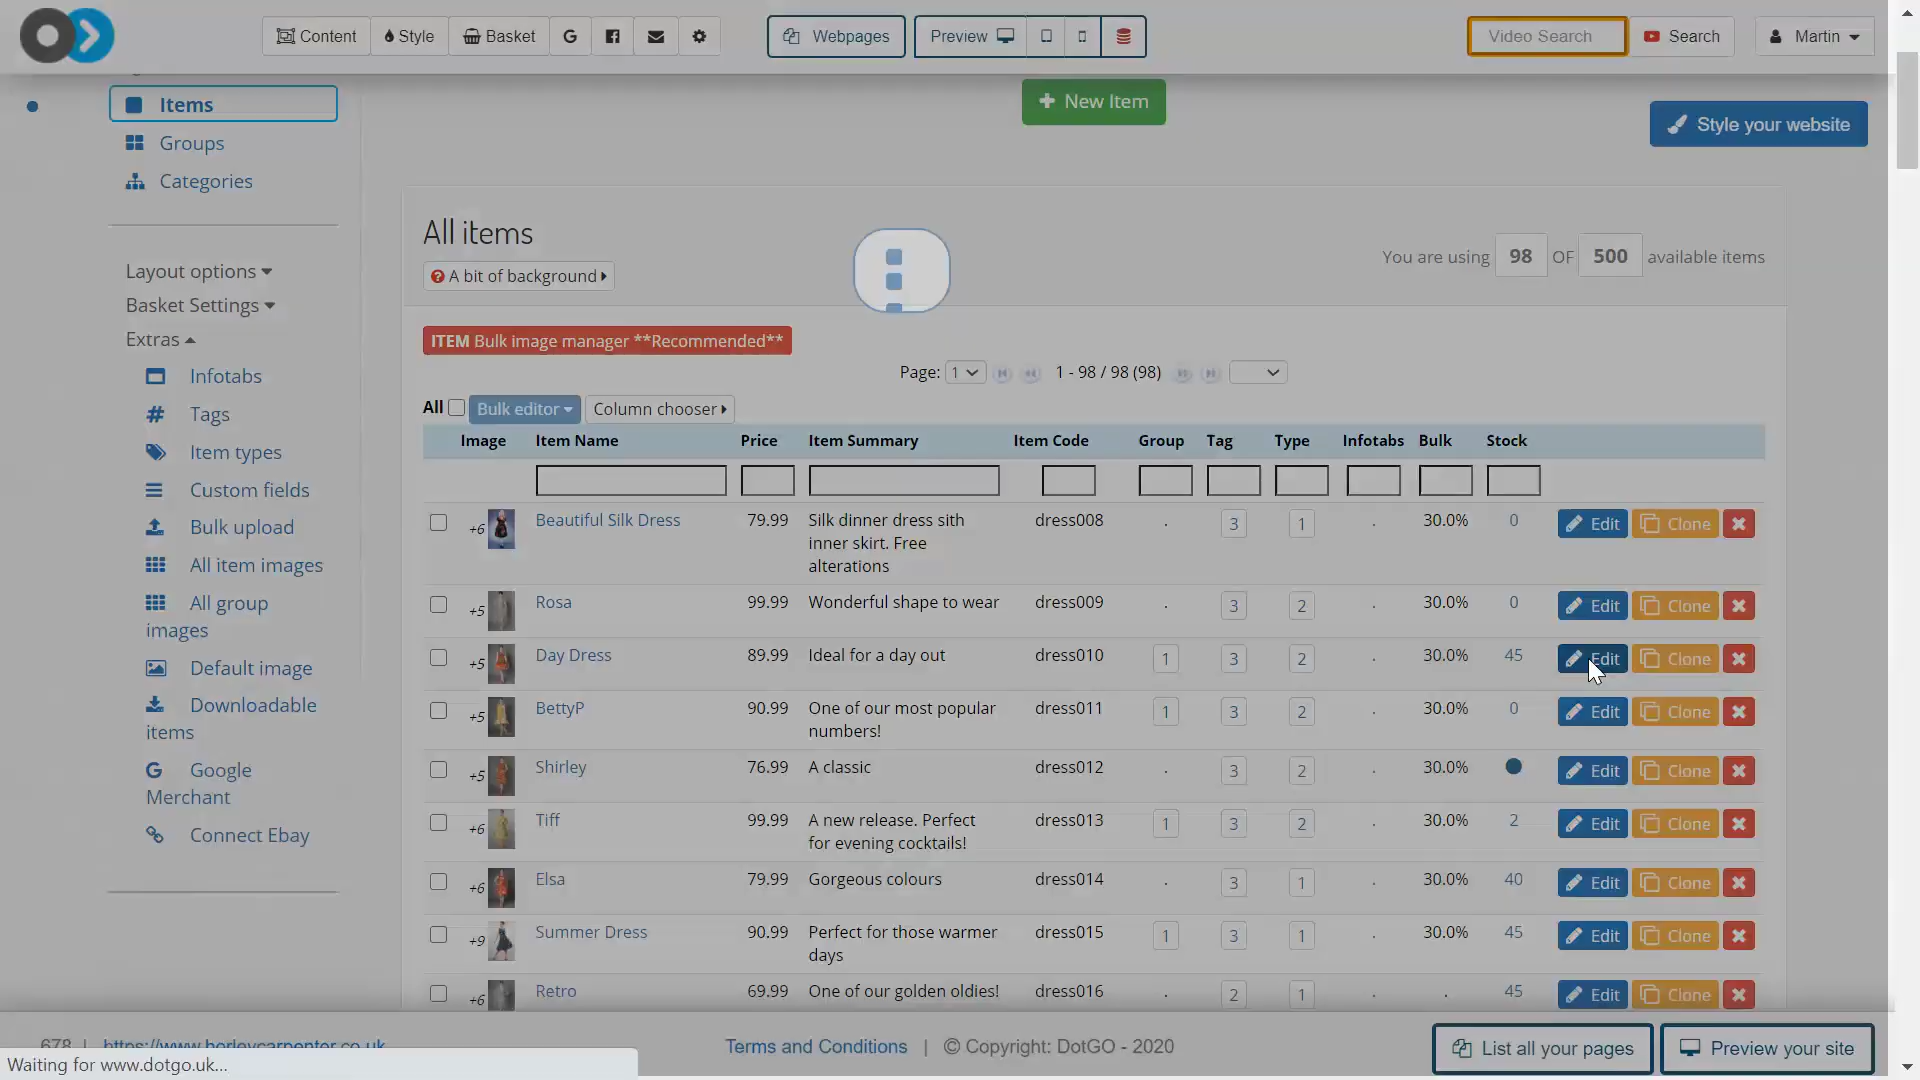 Content Style Basket Webpages Preview Video Search Search Martin
Items
New Item
Style your website
Groups
Categories
All items
A bit of background
You are using 98 OF 500 available items
Layout options
Basket Settings
Extras
ITEM Bulk image manager **Recommended**
Page: 1 1 - 98 / 98 (98)
Infotabs
Tags
Item types
Custom fields
Bulk upload
All item images
All group
images
Default image
Downloadable
items
Google
Merchant
Connect Ebay
All Bulk editor Column chooser
Image Item Name Price Item Summary Item Code Group Tag Type Infotabs Bulk Stock
+6 Beautiful Silk Dress 79.99 Silk dinner dress sith dress008 . 3 1 . 30.0% 0 Edit Clone
inner skirt. Free
alterations
+5 Rosa 99.99 Wonderful shape to wear dress009 . 3 2 . 30.0% 0 Edit Clone
+5 Day Dress 89.99 Ideal for a day out dress010 1 3 2 . 30.0% 45 Edit Clone
+5 BettyP 90.99 One of our most popular dress011 1 3 2 . 30.0% 0 Edit Clone
numbers!
+5 Shirley 76.99 A classic dress012 . 3 2 . 30.0% Edit Clone
+6 Tiff 99.99 A new release. Perfect dress013 1 3 2 . 30.0% 2 Edit Clone
for evening cocktails!
+6 Elsa 79.99 Gorgeous colours dress014 . 3 1 . 30.0% 40 Edit Clone
+9 Summer Dress 90.99 Perfect for those warmer dress015 1 3 1 . 30.0% 45 Edit Clone
days
+6 Retro 69.99 One of our golden oldies! dress016 . 2 1 . . 45 Edit Clone
678 | https://www.horleycarpenter.co.uk Terms and Conditions | © Copyright: DotGO - 2020 List all your pages Preview your site
Waiting for www.dotgo.uk...